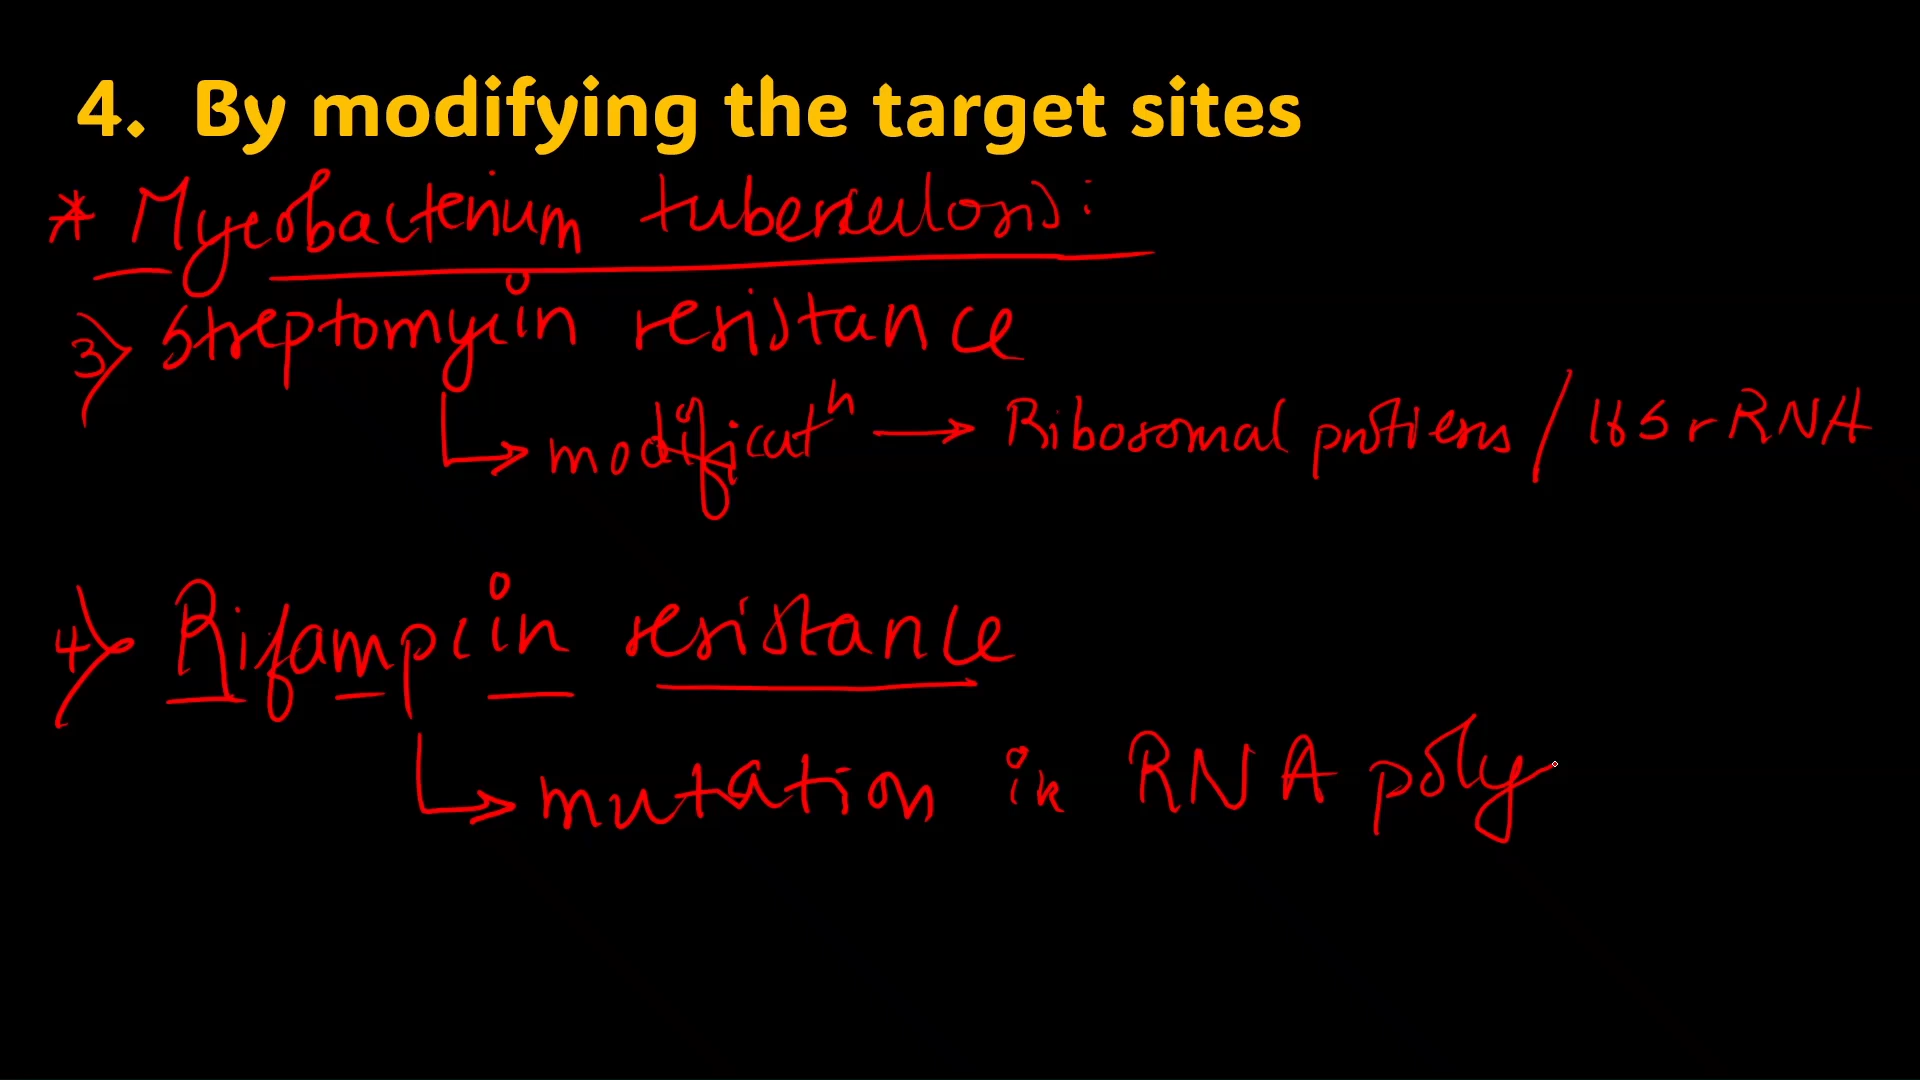 4. By modifying the target sites
* Mycobacterium tuberculosis:
3) Streptomycin resistance
↳ modificatn → Ribosomal protiens / 16S rRNA
4) Rifampicin resistance
↳ mutation in RNA poly